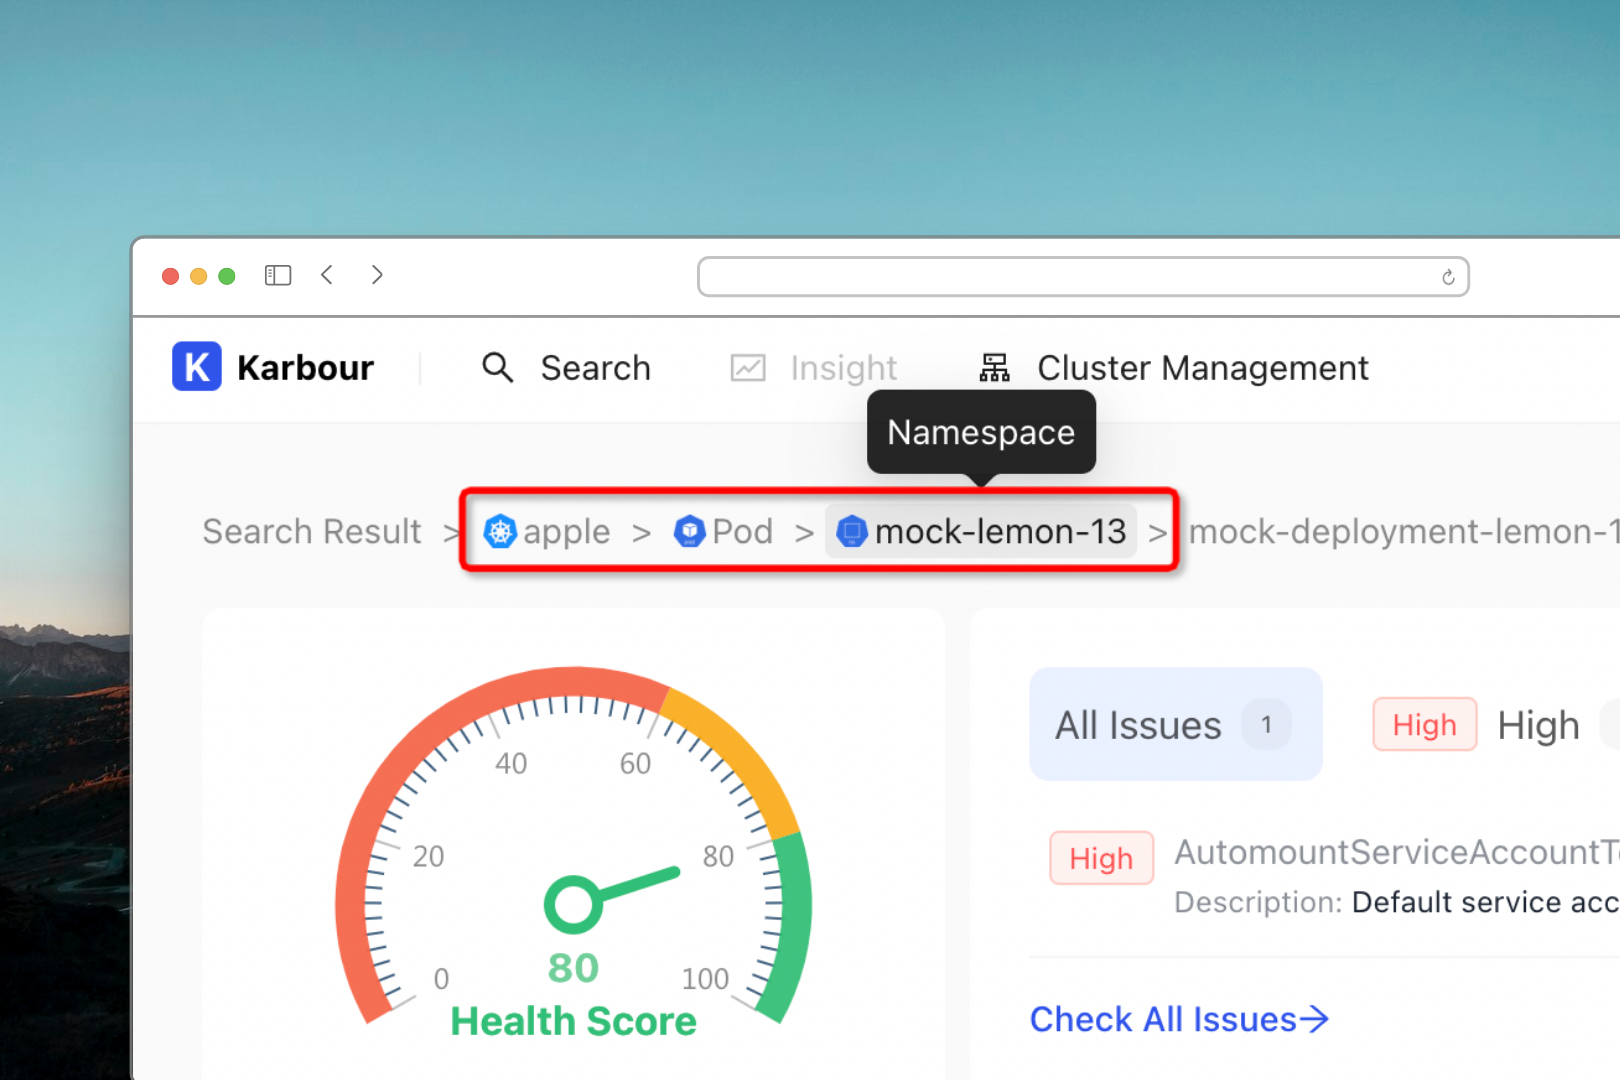 K Karbour Search Insight Cluster Management
Namespace
Search Result > apple > Pod > mock-lemon-13 > mock-deployment-lemon-1
40 60
20 80
0 100
80
Health Score
All Issues 1 High High
High AutomountServiceAccountT
Description: Default service acc
Check All Issues→